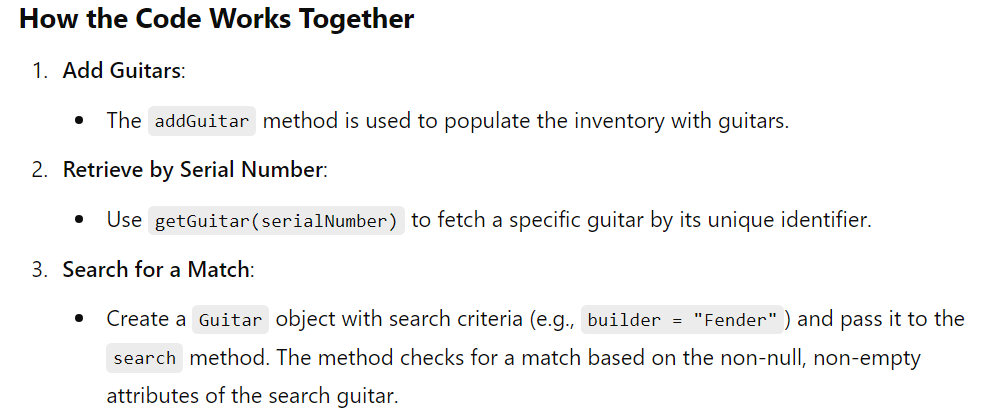 How the Code Works Together
1. Add Guitars:
• The addGuitar method is used to populate the inventory with guitars.
2. Retrieve by Serial Number:
• Use getGuitar(serialNumber) to fetch a specific guitar by its unique identifier.
3. Search for a Match:
• Create a Guitar object with search criteria (e.g., builder = "Fender" ) and pass it to the
search method. The method checks for a match based on the non-null, non-empty
attributes of the search guitar.